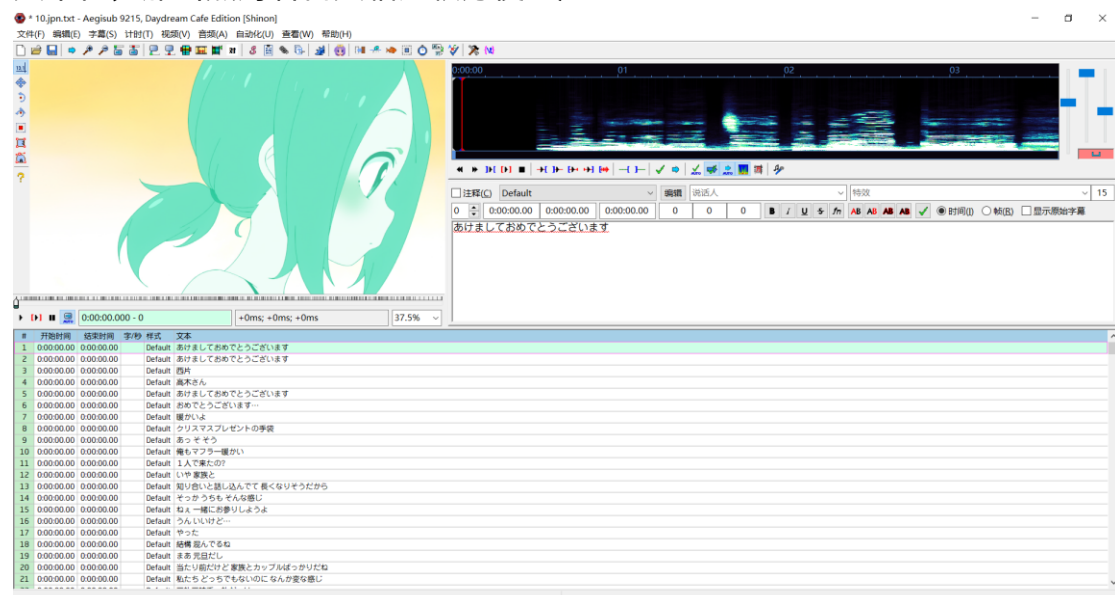 * 10.jpn.txt - Aegisub 9215, Daydream Cafe Edition [Shinon]
文件(F) 编辑(E) 字幕(S) 计时(T) 视频(V) 音频(A) 自动化(U) 查看(W) 帮助(H)
0:00:00 01 02 03
注释(C) Default 编辑 说话人 特效 15
0 0:00:00.00 0:00:00.00 0:00:00.00 0 0 0 B I U S fn AB AB AB AB 时间(I) 帧(R) 显示原始字幕
あけましておめでとうございます
0:00:00.000 - 0 +0ms; +0ms; +0ms 37.5%
# 开始时间 结束时间 字/秒 样式 文本
1 0:00:00.00 0:00:00.00 Default あけましておめでとうございます
2 0:00:00.00 0:00:00.00 Default あけましておめでとうございます
3 0:00:00.00 0:00:00.00 Default 西片
4 0:00:00.00 0:00:00.00 Default 高木さん
5 0:00:00.00 0:00:00.00 Default あけましておめでとうございます
6 0:00:00.00 0:00:00.00 Default おめでとうございます…
7 0:00:00.00 0:00:00.00 Default 暖かいよ
8 0:00:00.00 0:00:00.00 Default クリスマスプレゼントの手袋
9 0:00:00.00 0:00:00.00 Default あっ そ そう
10 0:00:00.00 0:00:00.00 Default 俺もマフラー暖かい
11 0:00:00.00 0:00:00.00 Default １人で来たの?
12 0:00:00.00 0:00:00.00 Default いや 家族と
13 0:00:00.00 0:00:00.00 Default 知り合いと話し込んでて 長くなりそうだから
14 0:00:00.00 0:00:00.00 Default そっか うちも そんな感じ
15 0:00:00.00 0:00:00.00 Default ねぇ 一緒にお参りしようよ
16 0:00:00.00 0:00:00.00 Default うん いいけど…
17 0:00:00.00 0:00:00.00 Default やった
18 0:00:00.00 0:00:00.00 Default 結構 混んでるね
19 0:00:00.00 0:00:00.00 Default まあ 元旦だし
20 0:00:00.00 0:00:00.00 Default 当たり前だけど 家族とカップルばっかりだね
21 0:00:00.00 0:00:00.00 Default 私たち どっちでもないのに なんか変な感じ